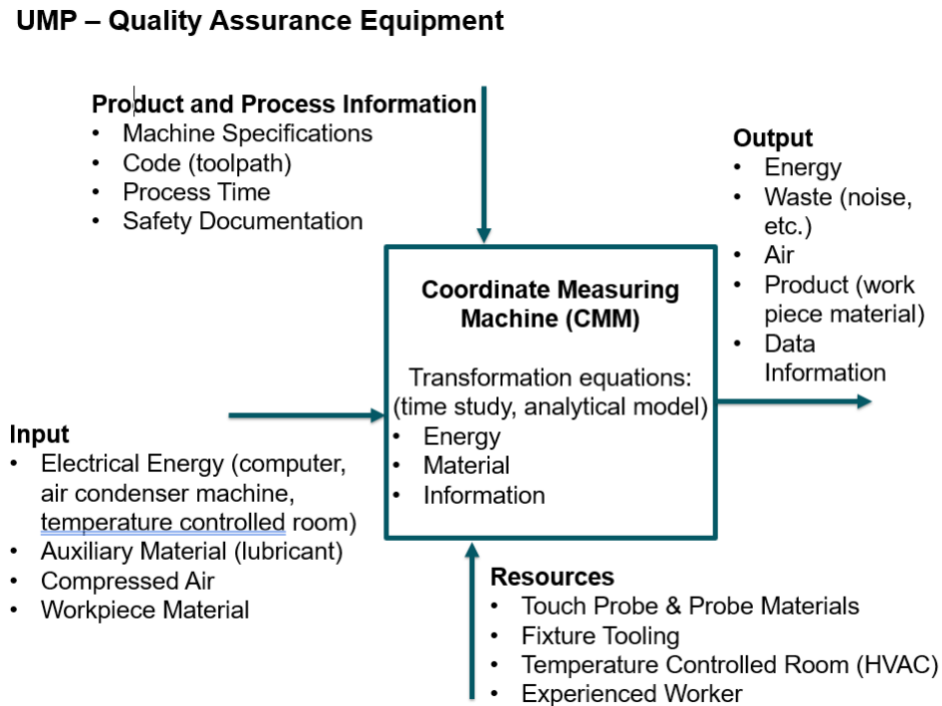 UMP – Quality Assurance Equipment
Product and Process Information
• Machine Specifications
• Code (toolpath)
• Process Time
• Safety Documentation
Output
• Energy
• Waste (noise,
etc.)
• Air
• Product (work
piece material)
• Data
Information
Coordinate Measuring
Machine (CMM)
Transformation equations:
(time study, analytical model)
• Energy
• Material
• Information
Input
• Electrical Energy (computer,
air condenser machine,
temperature controlled room)
• Auxiliary Material (lubricant)
• Compressed Air
• Workpiece Material
Resources
• Touch Probe & Probe Materials
• Fixture Tooling
• Temperature Controlled Room (HVAC)
• Experienced Worker